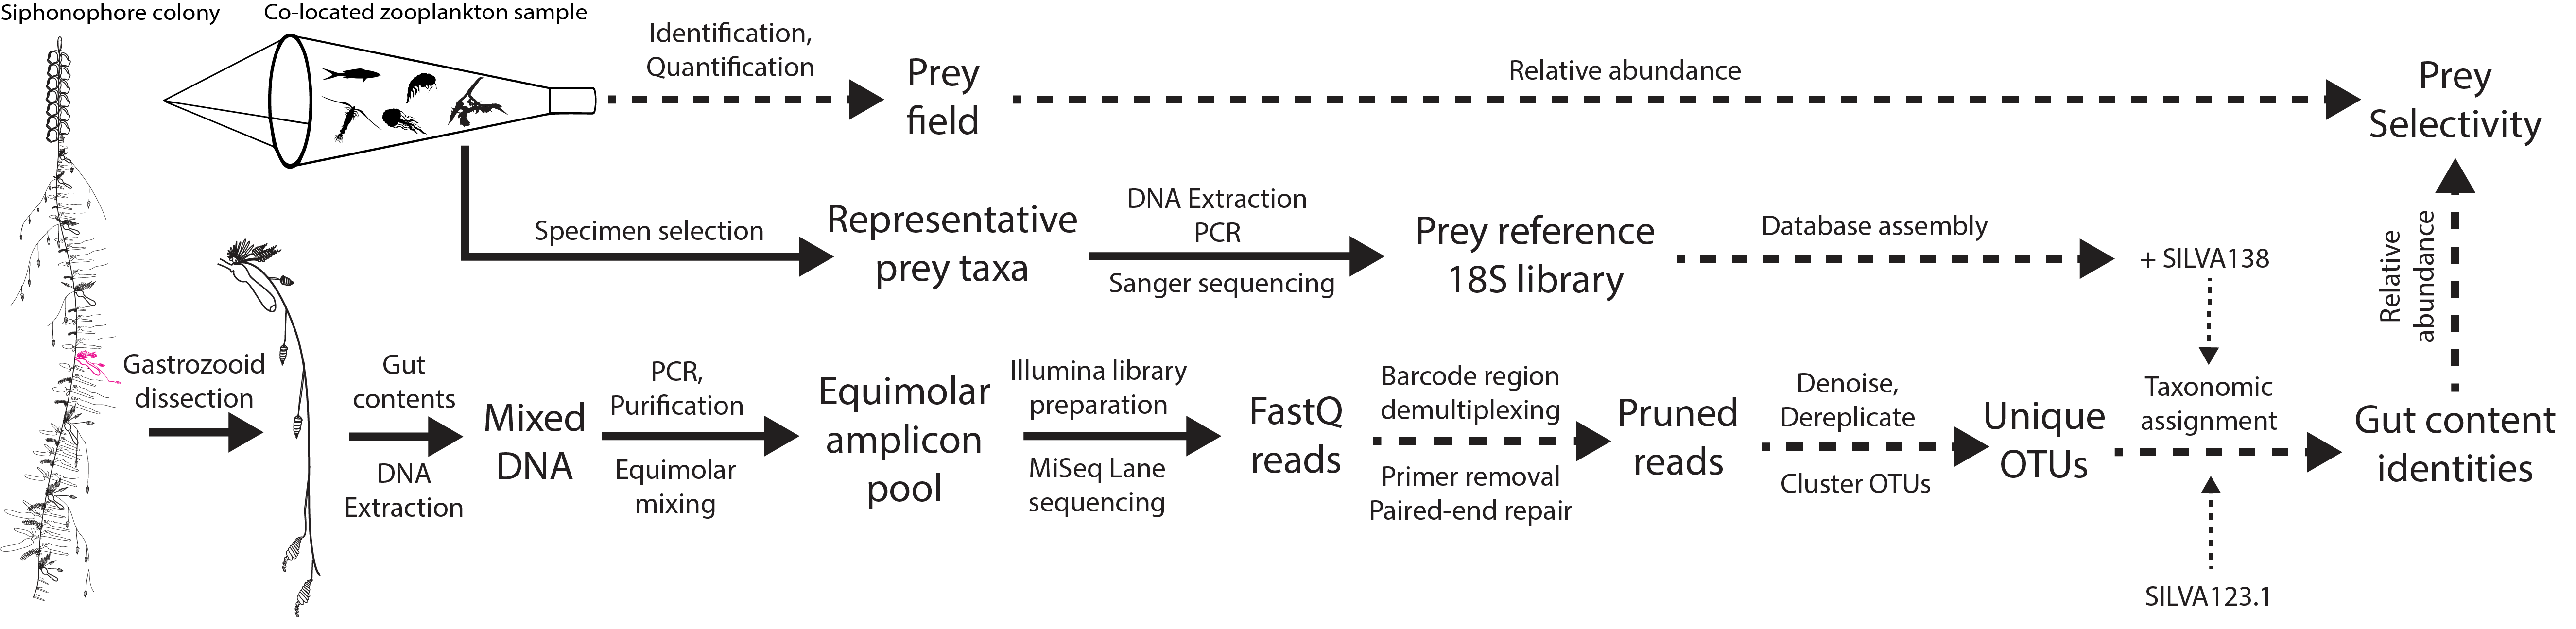 Siphonophore colony
Co-located zooplankton sample
Identification,
Quantification
Prey
field
Relative abundance
Prey
Selectivity
Specimen selection
Representative
prey taxa
DNA Extraction
PCR
Sanger sequencing
Prey reference
18S library
Database assembly
+ SILVA138
Relative
abundance
Gastrozooid
dissection
Gut
contents
DNA
Extraction
Mixed
DNA
PCR,
Purification
Equimolar
mixing
Equimolar
amplicon
pool
Illumina library
preparation
MiSeq Lane
sequencing
FastQ
reads
Barcode region
demultiplexing
Primer removal
Paired-end repair
Pruned
reads
Denoise,
Dereplicate
Cluster OTUs
Unique
OTUs
Taxonomic
assignment
SILVA123.1
Gut content
identities